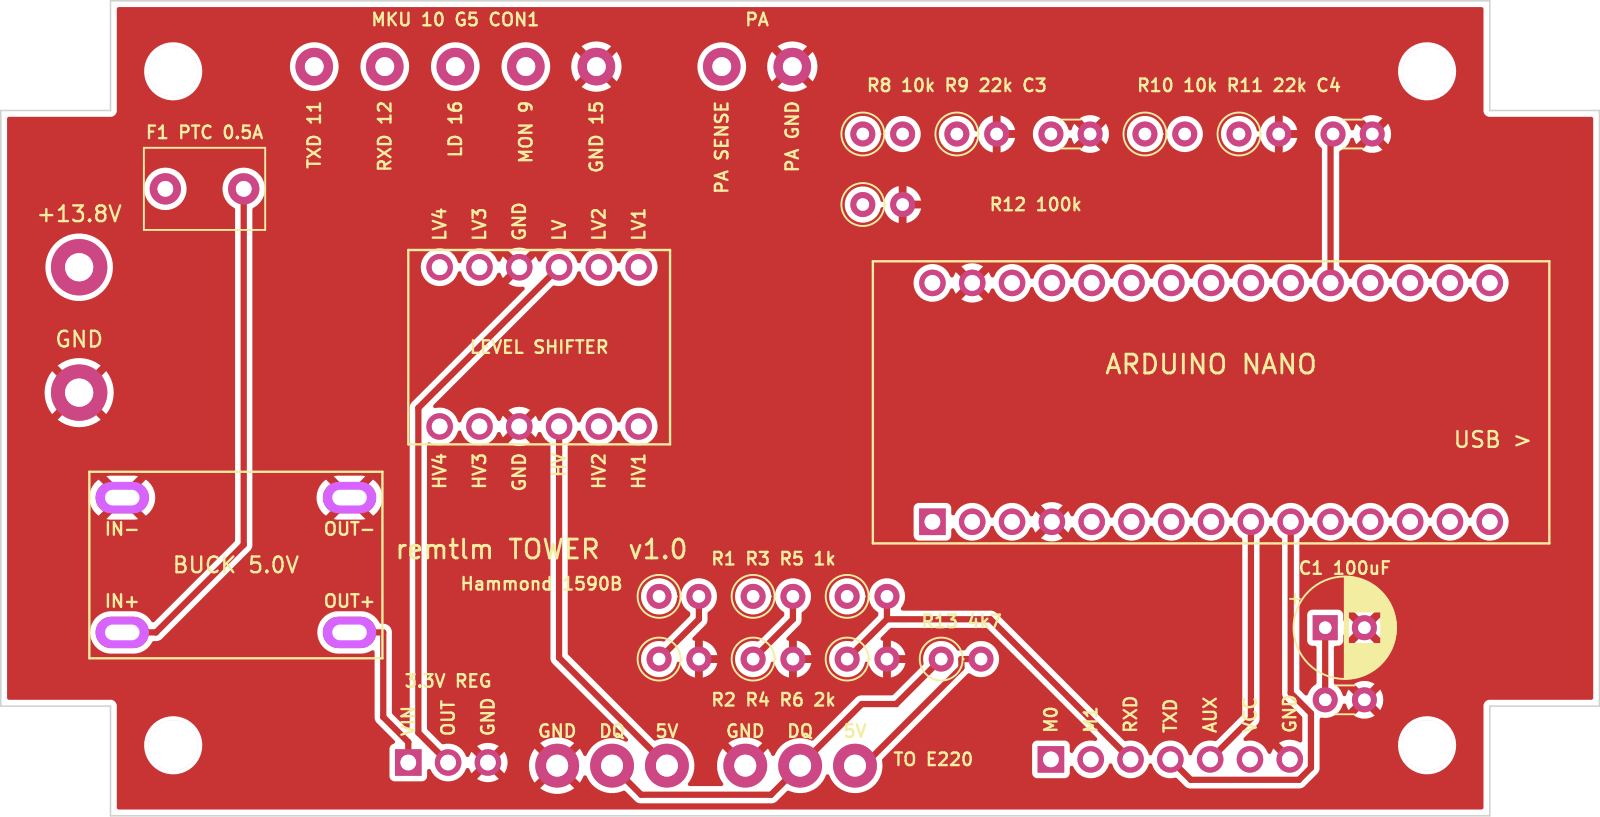 MKU 10 G5 CON1
PA
TXD 11
RXD 12
LD 16
MON 9
GND 15
PA SENSE
PA GND
R8 10k R9 22k C3
R10 10k R11 22k C4
F1 PTC 0.5A
R12 100k
+13.8V
GND
LV4
LV3
GND
LV
LV2
LV1
LEVEL SHIFTER
HV4
HV3
GND
HV
HV2
HV1
ARDUINO NANO
USB >
IN-
OUT-
BUCK 5.0V
IN+
OUT+
remtlm TOWER v1.0
Hammond 1590B
R1 R3 R5 1k
R13 4k7
R2 R4 R6 2k
C1 100uF
3.3V REG
VIN
OUT
GND
GND
DQ
5V
GND
DQ
5V
TO E220
M0
M1
RXD
TXD
AUX
VCC
GND